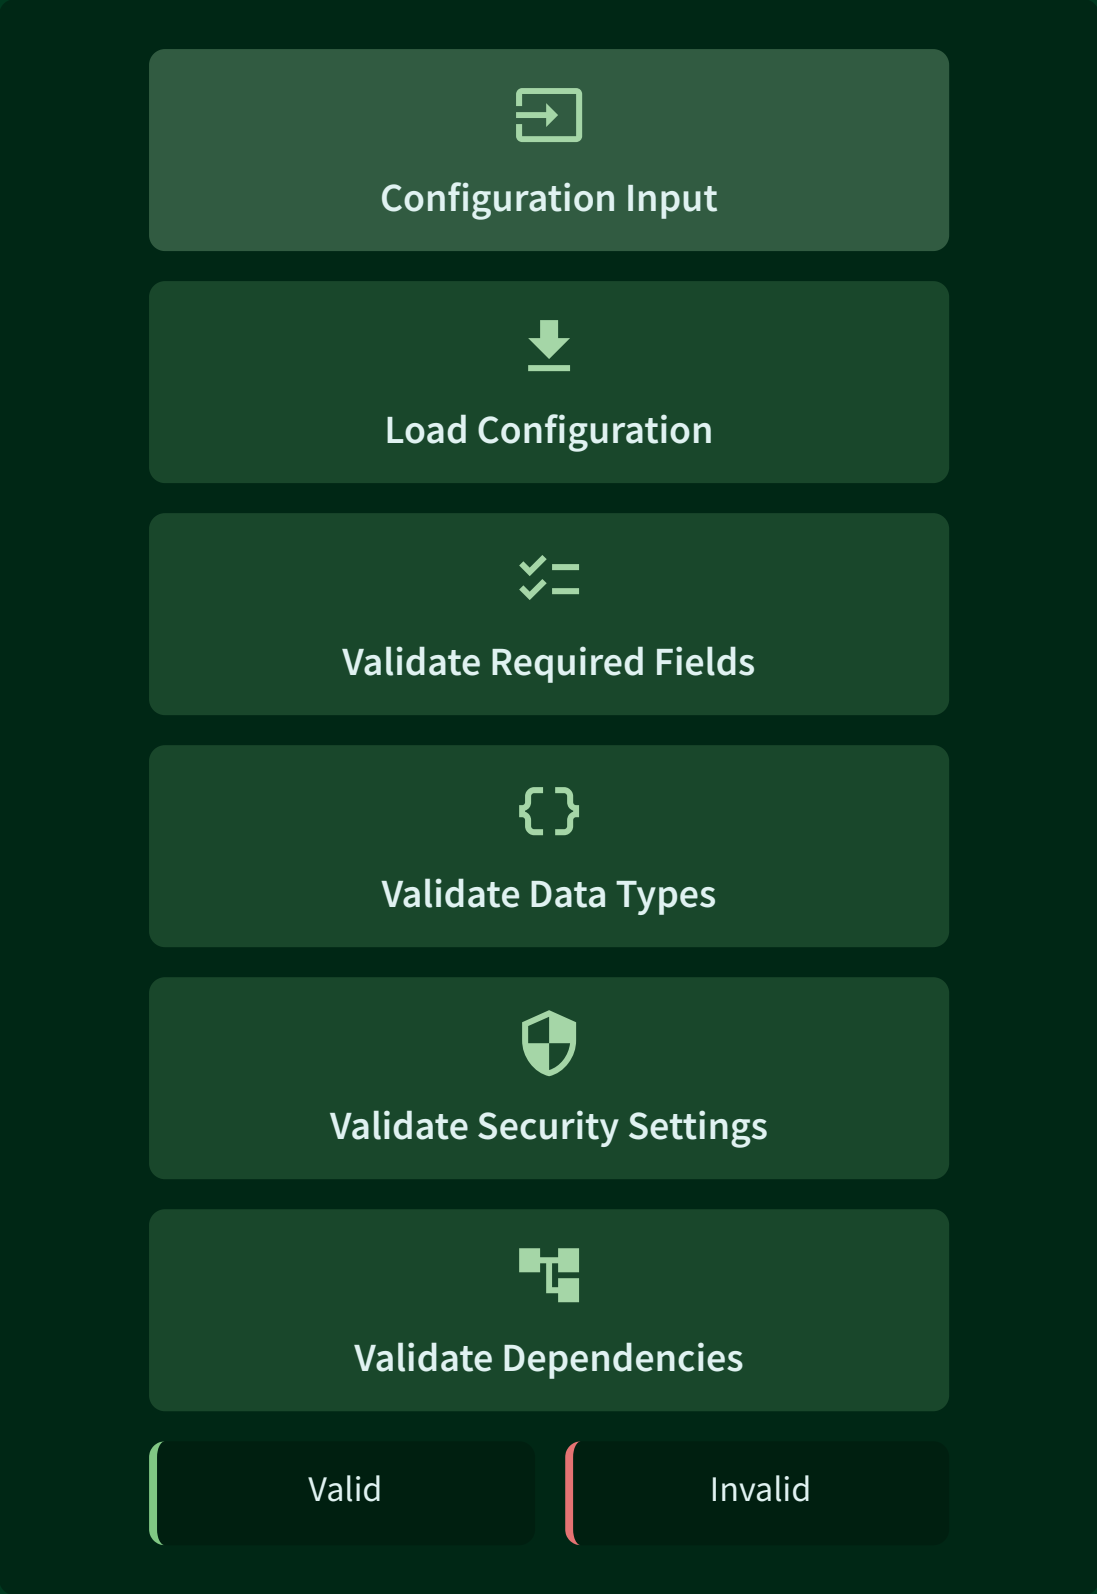 Configuration Input
Load Configuration
Validate Required Fields
Validate Data Types
Validate Security Settings
Validate Dependencies
Valid
Invalid